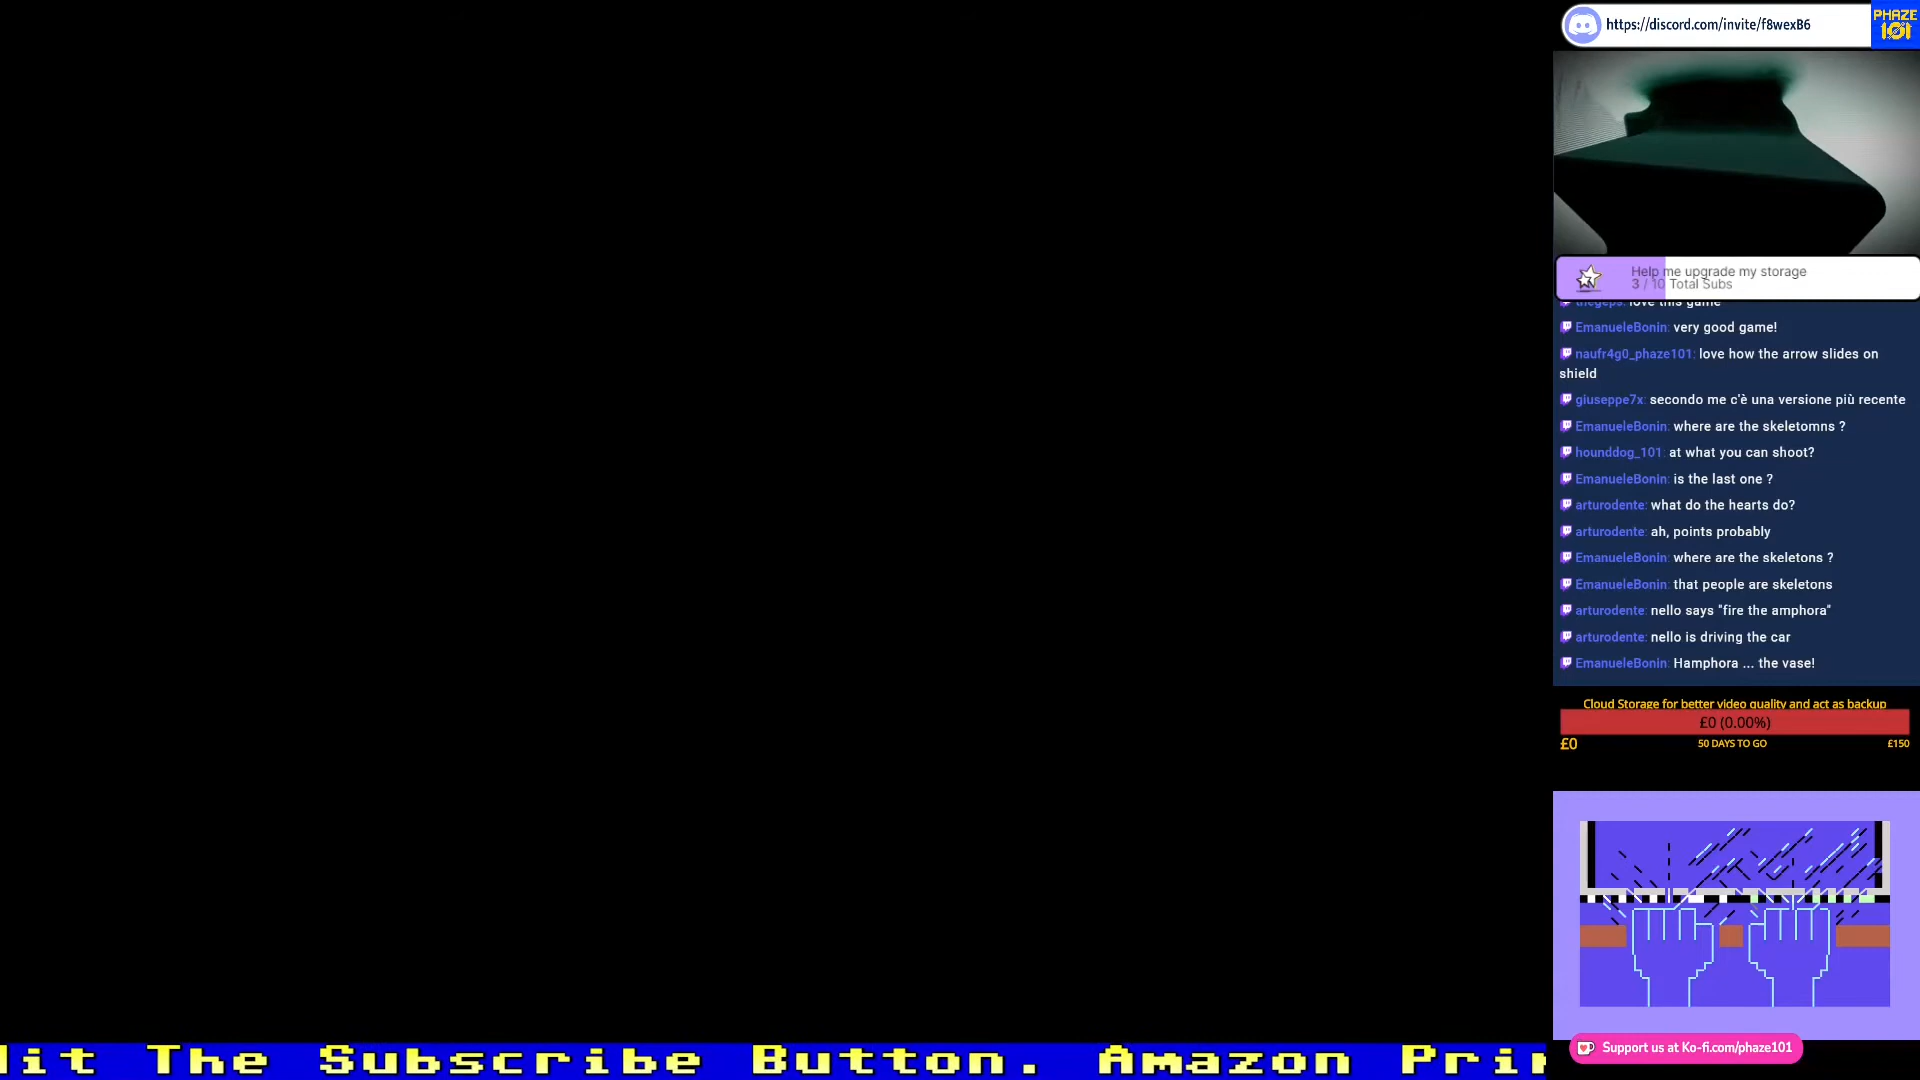 https://discord.com/invite/f8wexB6
PHAZE
101
Help me upgrade my storage
3 / 10 Total Subs
thegeps: love this game
EmanueleBonin: very good game!
naufr4g0_phaze101: love how the arrow slides on
shield
giuseppe7x: secondo me c'è una versione più recente
EmanueleBonin: where are the skeletomns ?
hounddog_101: at what you can shoot?
EmanueleBonin: is the last one ?
arturodente: what do the hearts do?
arturodente: ah, points probably
EmanueleBonin: where are the skeletons ?
EmanueleBonin: that people are skeletons
arturodente: nello says "fire the amphora"
arturodente: nello is driving the car
EmanueleBonin: Hamphora ... the vase!
Cloud Storage for better video quality and act as backup
£0 (0.00%)
£0 50 DAYS TO GO £150
Support us at Ko-fi.com/phaze101
Hit The Subscribe Button. Amazon Pri